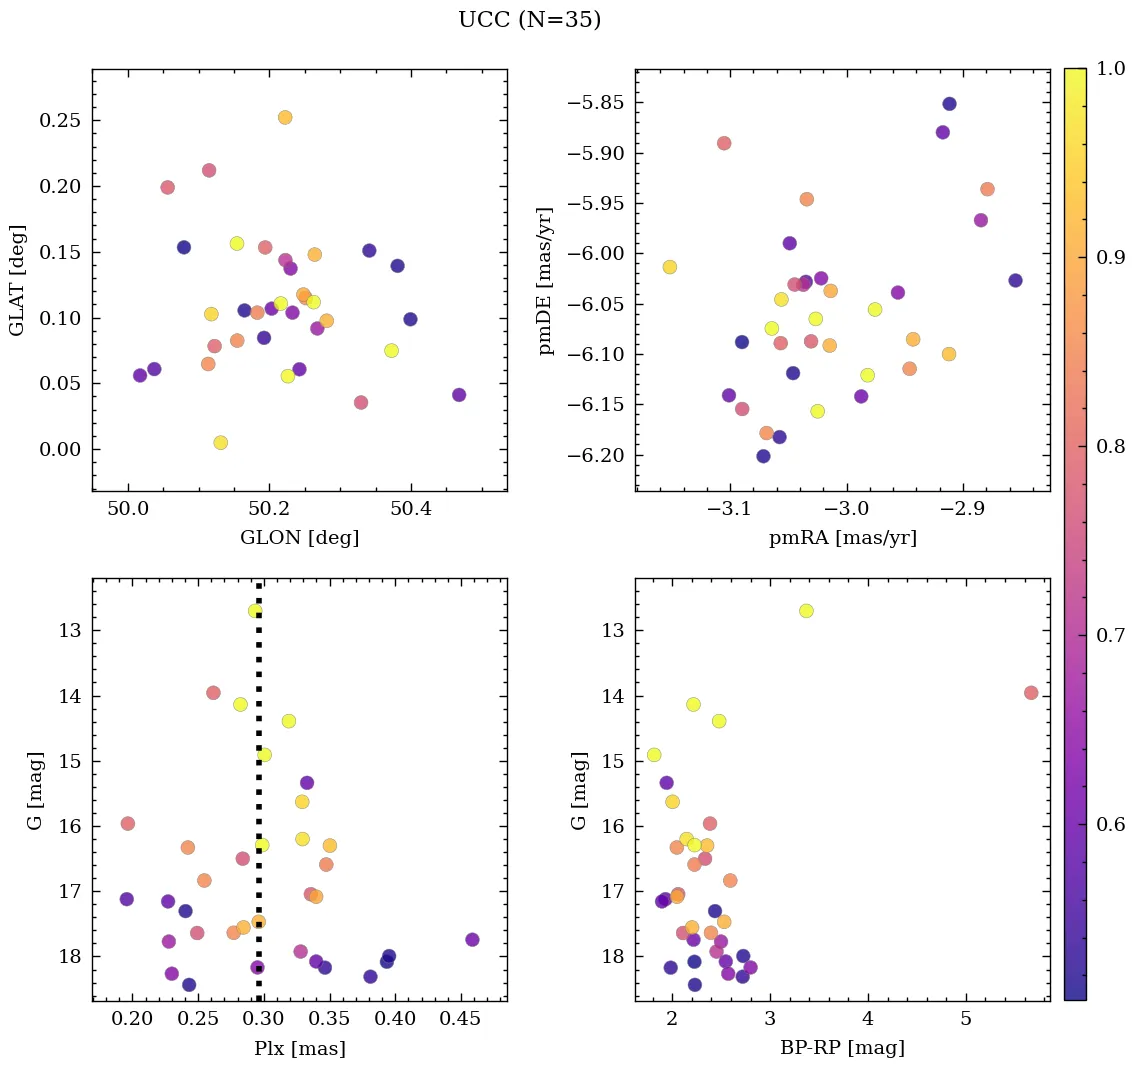 UCC (N=35)
0.25
0.20
0.15
0.10
0.05
0.00
GLAT [deg]
50.0 50.2 50.4
GLON [deg]
−5.85
−5.90
−5.95
−6.00
−6.05
−6.10
−6.15
−6.20
pmDE [mas/yr]
−3.1 −3.0 −2.9
pmRA [mas/yr]
1.0
0.9
0.8
0.7
0.6
13
14
15
16
17
18
G [mag]
0.20 0.25 0.30 0.35 0.40 0.45
Plx [mas]
13
14
15
16
17
18
G [mag]
2 3 4 5
BP-RP [mag]